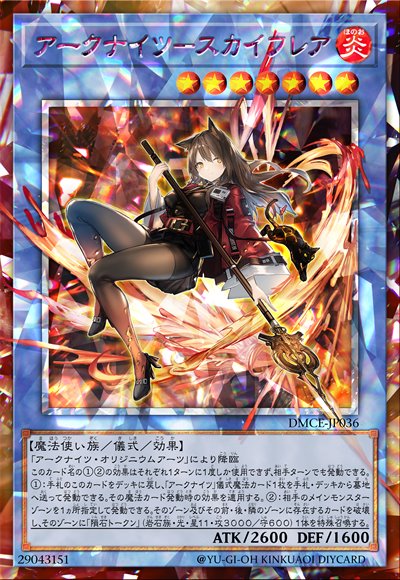 アークナイツースカイフレア
ほのお
炎
DMCE-JP036
【魔法使い族／儀式／効果】
「アークナイツ・オリジニウムアーツ」により降臨
このカード名の①②の効果はそれぞれ1ターンに1度しか使用できず、相手ターンでも発動できる。
①：手札のこのカードをデッキに戻し、「アークナイツ」儀式魔法カード1枚を手札・デッキから墓地
へ送って発動できる。その魔法カード発動時の効果を適用する。②：相手のメインモンスター
ゾーンを1ヵ所指定して発動できる。そのゾーン及びその前・後・隣のゾーンに存在するカードを破壊
し、そのゾーンに「隕石トークン」（岩石族・光・星11・攻3000／守600）1体を特殊召喚する。
ATK/2600 DEF/1600
29043151 @YU-GI-OH KINKUAOI DIYCARD